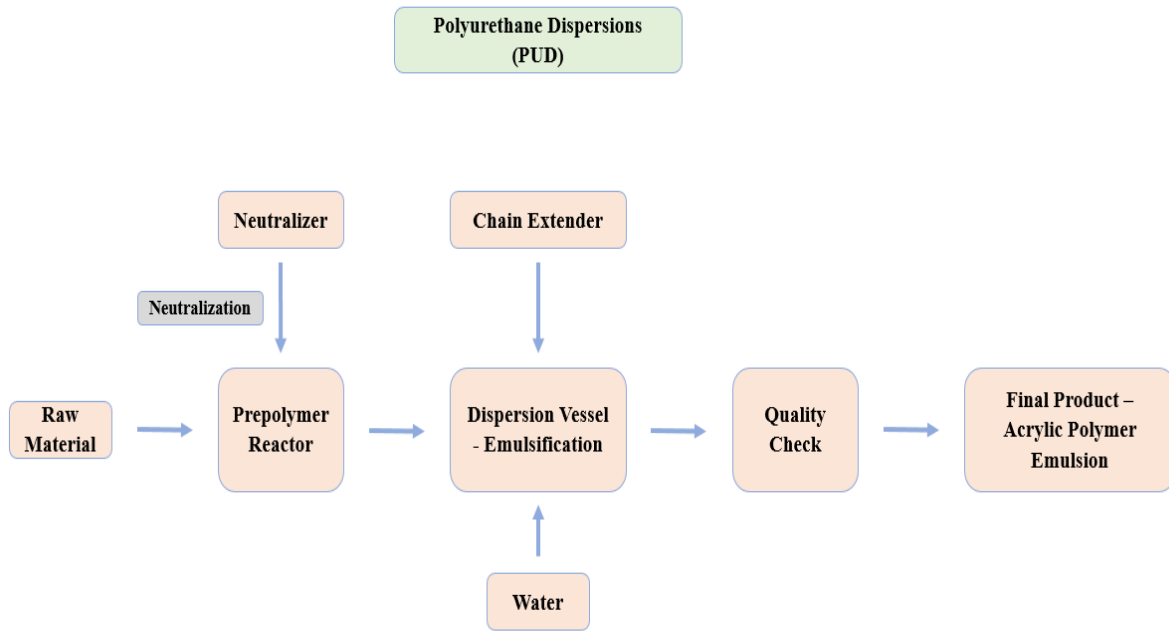 Polyurethane Dispersions
(PUD)
Neutralizer
Chain Extender
Neutralization
Raw
Material
Prepolymer
Reactor
Dispersion Vessel
- Emulsification
Quality
Check
Final Product –
Acrylic Polymer
Emulsion
Water